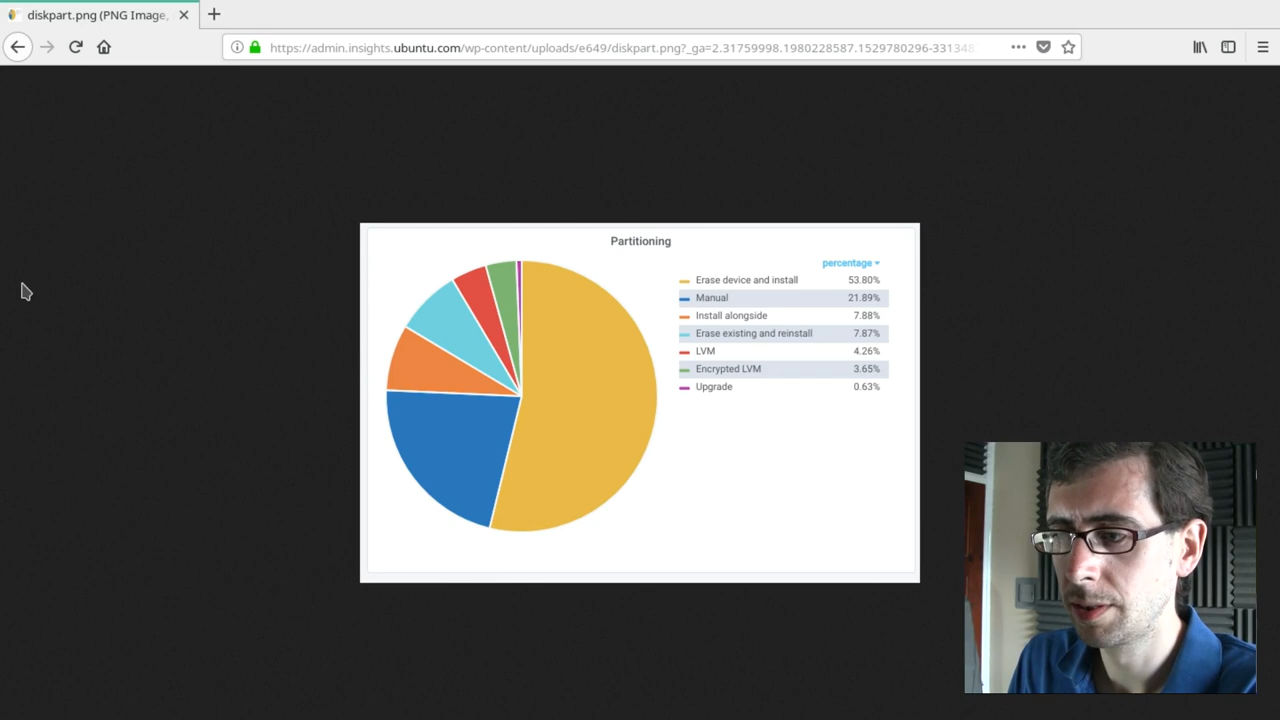 diskpart.png (PNG Image,
https://admin.insights.ubuntu.com/wp-content/uploads/e649/diskpart.png?_ga=2.31759998.1980228587.1529780296-331348
Partitioning
percentage
Erase device and install 53.80%
Manual 21.89%
Install alongside 7.88%
Erase existing and reinstall 7.87%
LVM 4.26%
Encrypted LVM 3.65%
Upgrade 0.63%